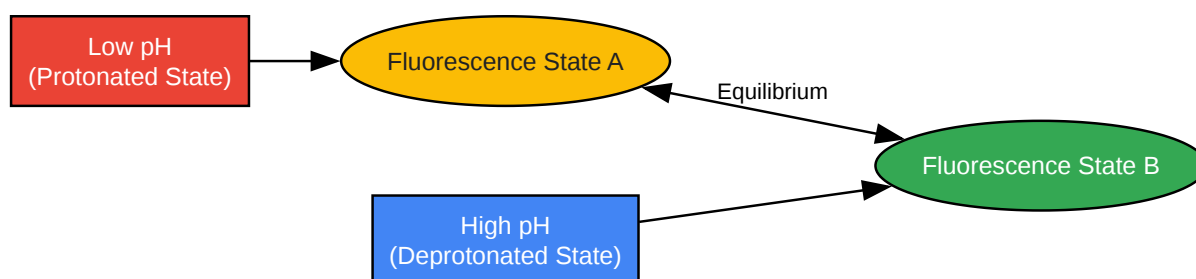 Low pH
(Protonated State)
Fluorescence State A
Equilibrium
Fluorescence State B
High pH
(Deprotonated State)